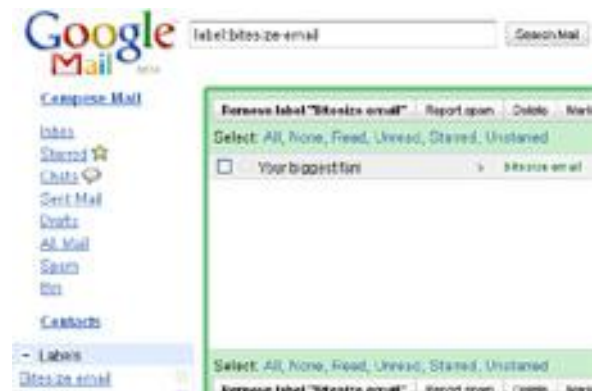 Google
Mail BETA
label:bitesize-email
Search Mail
Compose Mail
Inbox
Starred
Chats
Sent Mail
Drafts
All Mail
Spam
Bin
Contacts
Labels
Bitesize email
Remove label "Bitesize email" Report spam Delete
Select: All, None, Read, Unread, Starred, Unstarred
Your biggest fan bitesize email
Select: All, None, Read, Unread, Starred, Unstarred
Remove label "Bitesize email" Report spam Delete